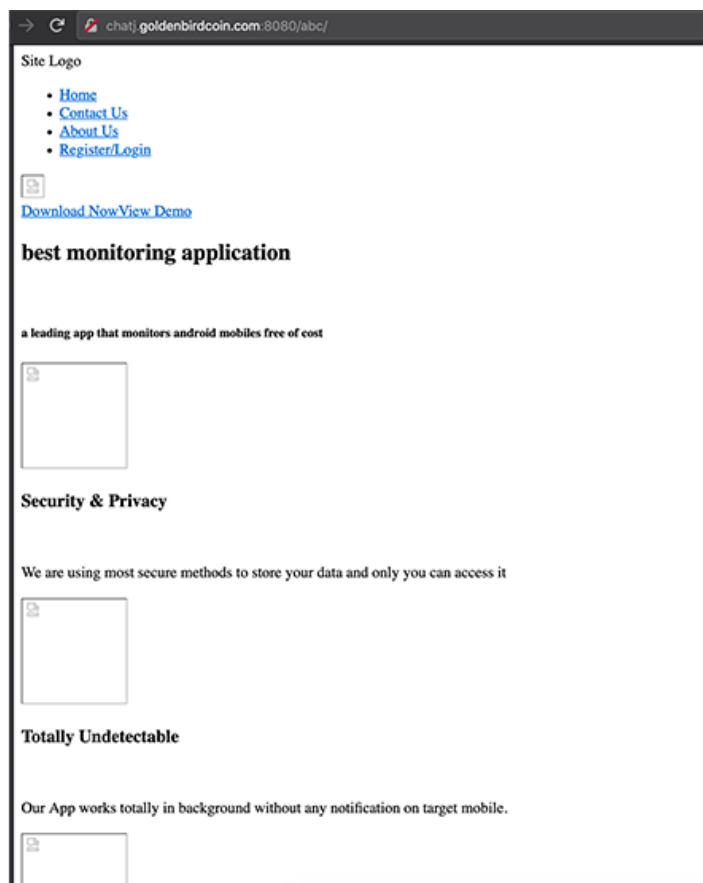 chatj.goldenbirdcoin.com:8080/abc/
Site Logo
Home
Contact Us
About Us
Register/Login
Download NowView Demo
best monitoring application
a leading app that monitors android mobiles free of cost
Security & Privacy
We are using most secure methods to store your data and only you can access it
Totally Undetectable
Our App works totally in background without any notification on target mobile.